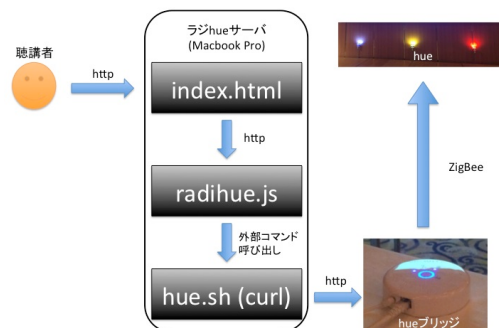 聴講者
http
ラジhueサーバ
(Macbook Pro)
index.html
http
radihue.js
外部コマンド
呼び出し
hue.sh (curl)
http
hueブリッジ
ZigBee
hue